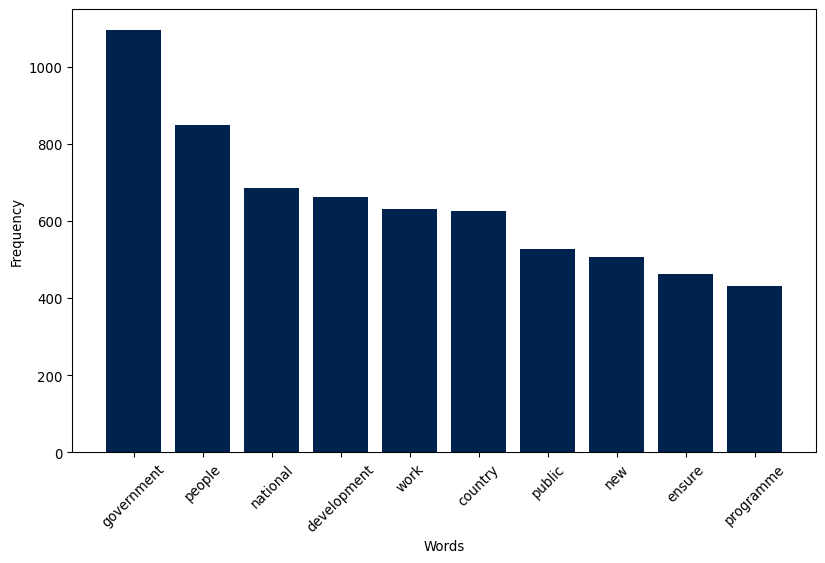 1000
800
600
400
200
0
Frequency
government
people
national
development
work
country
public
new
ensure
programme
Words